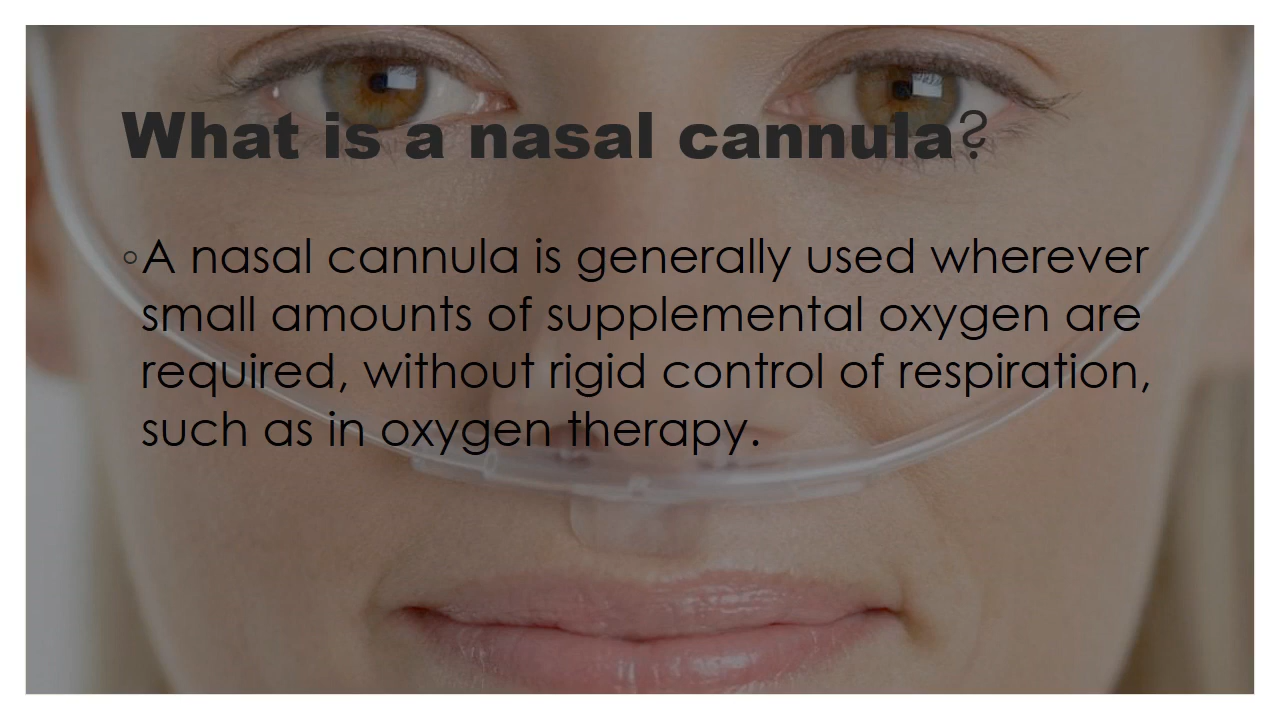 What is a nasal cannula?
◦A nasal cannula is generally used wherever
small amounts of supplemental oxygen are
required, without rigid control of respiration,
such as in oxygen therapy.